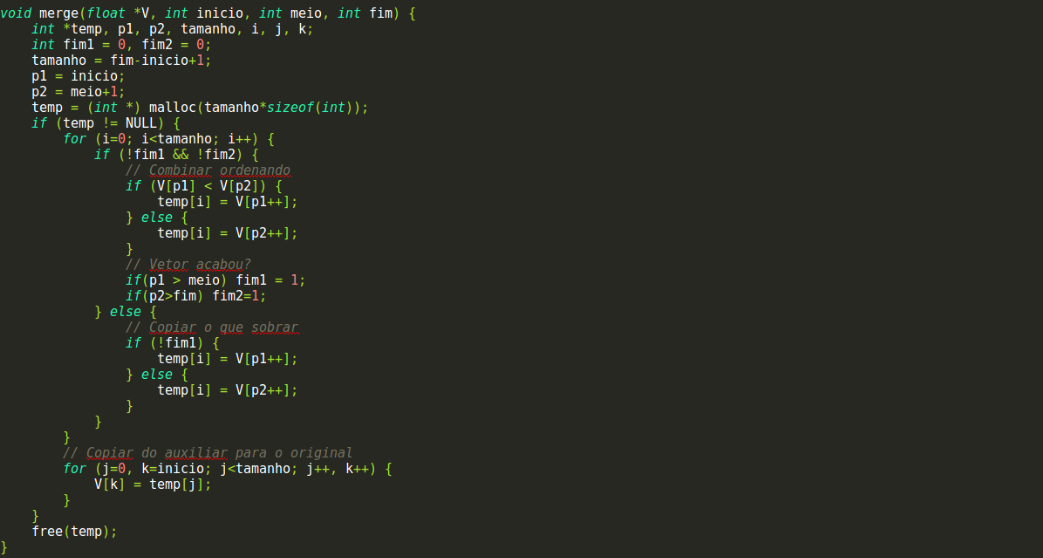 void merge(float *V, int inicio, int meio, int fim) {
    int *temp, p1, p2, tamanho, i, j, k;
    int fim1 = 0, fim2 = 0;
    tamanho = fim-inicio+1;
    p1 = inicio;
    p2 = meio+1;
    temp = (int *) malloc(tamanho*sizeof(int));
    if (temp != NULL) {
        for (i=0; i<tamanho; i++) {
            if (!fim1 && !fim2) {
                // Combinar ordenando
                if (V[p1] < V[p2]) {
                    temp[i] = V[p1++];
                } else {
                    temp[i] = V[p2++];
                }
                // Vetor acabou?
                if(p1 > meio) fim1 = 1;
                if(p2>fim) fim2=1;
            } else {
                // Copiar o que sobrar
                if (!fim1) {
                    temp[i] = V[p1++];
                } else {
                    temp[i] = V[p2++];
                }
            }
        }
        // Copiar do auxiliar para o original
        for (j=0, k=inicio; j<tamanho; j++, k++) {
            V[k] = temp[j];
        }
    }
    free(temp);
}